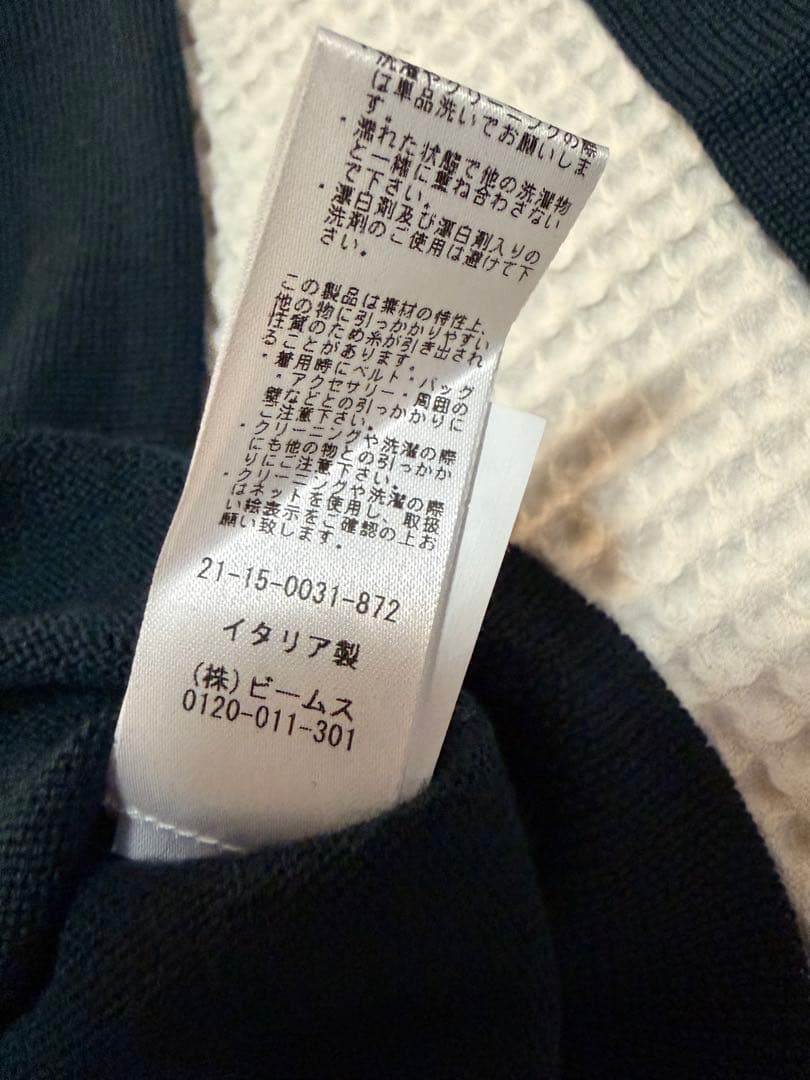 ・洗濯やクリーニングの際
は単品洗いでお願いしま
す。
・濡れた状態で他の洗濯物
と一緒に重ね合わさない
で下さい。
・漂白剤及び漂白剤入りの
洗剤のご使用は避けて下
さい。
この製品は素材の特性上、
他の物に引っかかりやすい
性質のため糸が引き出され
ることがあります。
・着用時にベルト・バッグ
・アクセサリー・周囲の
壁などとの引っかかりに
ご注意下さい。
・クリーニングや洗濯の際
にも他の物との引っかか
りにご注意下さい。
・クリーニングや洗濯の際
はネットを使用し、取扱
い絵表示をご確認の上お
願い致します。
21-15-0031-872
イタリア製
(株)ビームス
0120-011-301